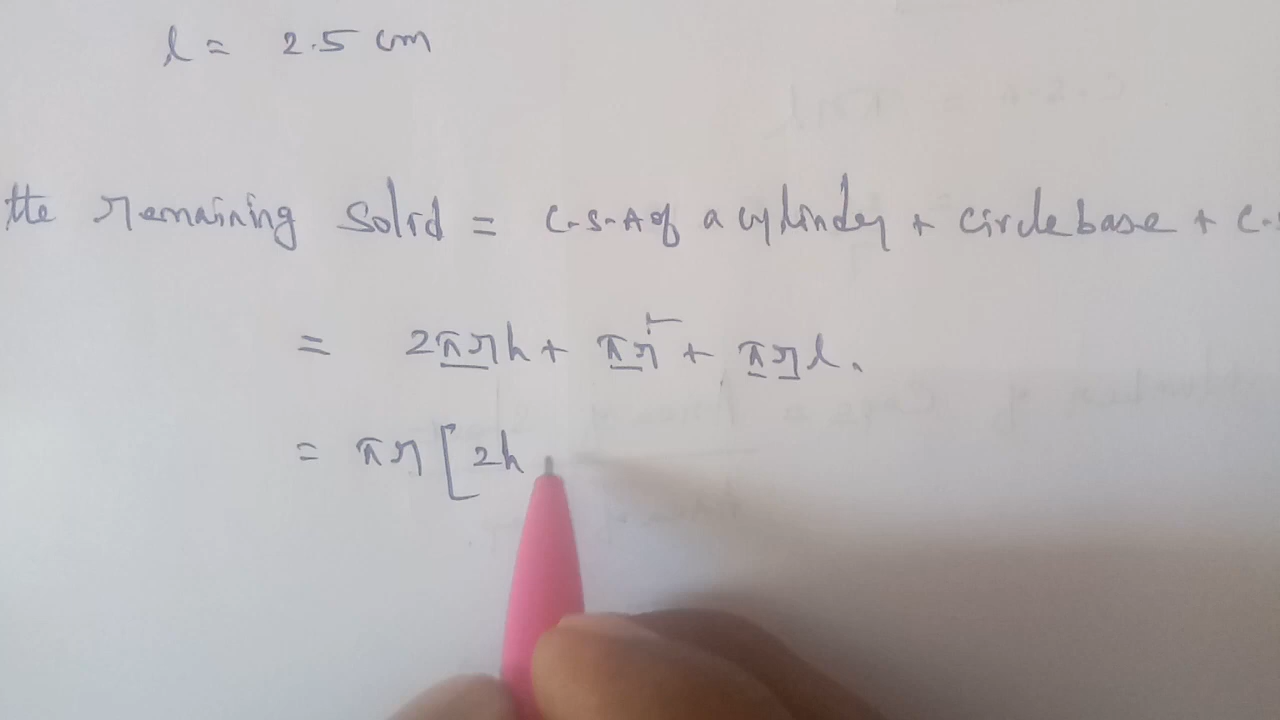 l = 2.5 cm
the remaining solid = C.S.A of a cylinder + circle base + C.
= 2πrh + πr² + πrl.
= πr [ 2h